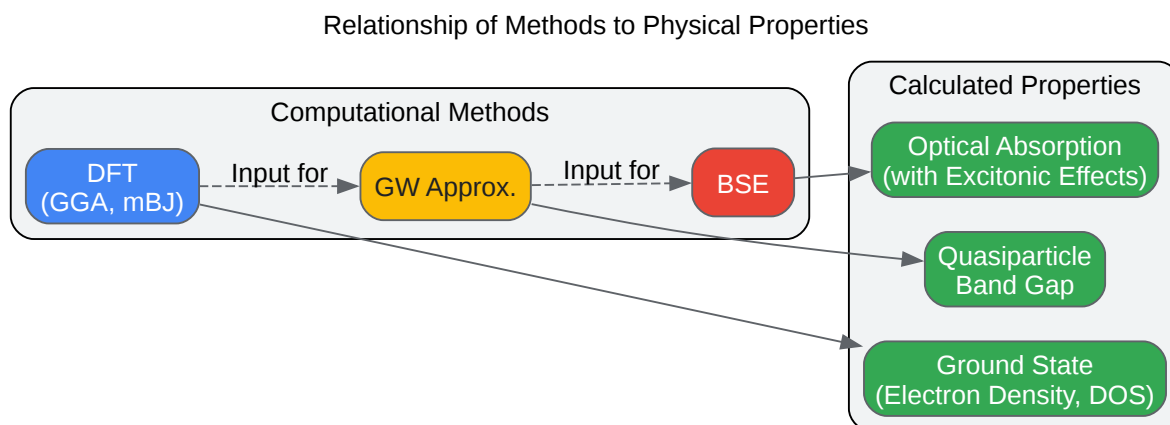 Relationship of Methods to Physical Properties
Computational Methods
DFT
(GGA, mBJ)
Input for
GW Approx.
Input for
BSE
Calculated Properties
Optical Absorption
(with Excitonic Effects)
Quasiparticle
Band Gap
Ground State
(Electron Density, DOS)